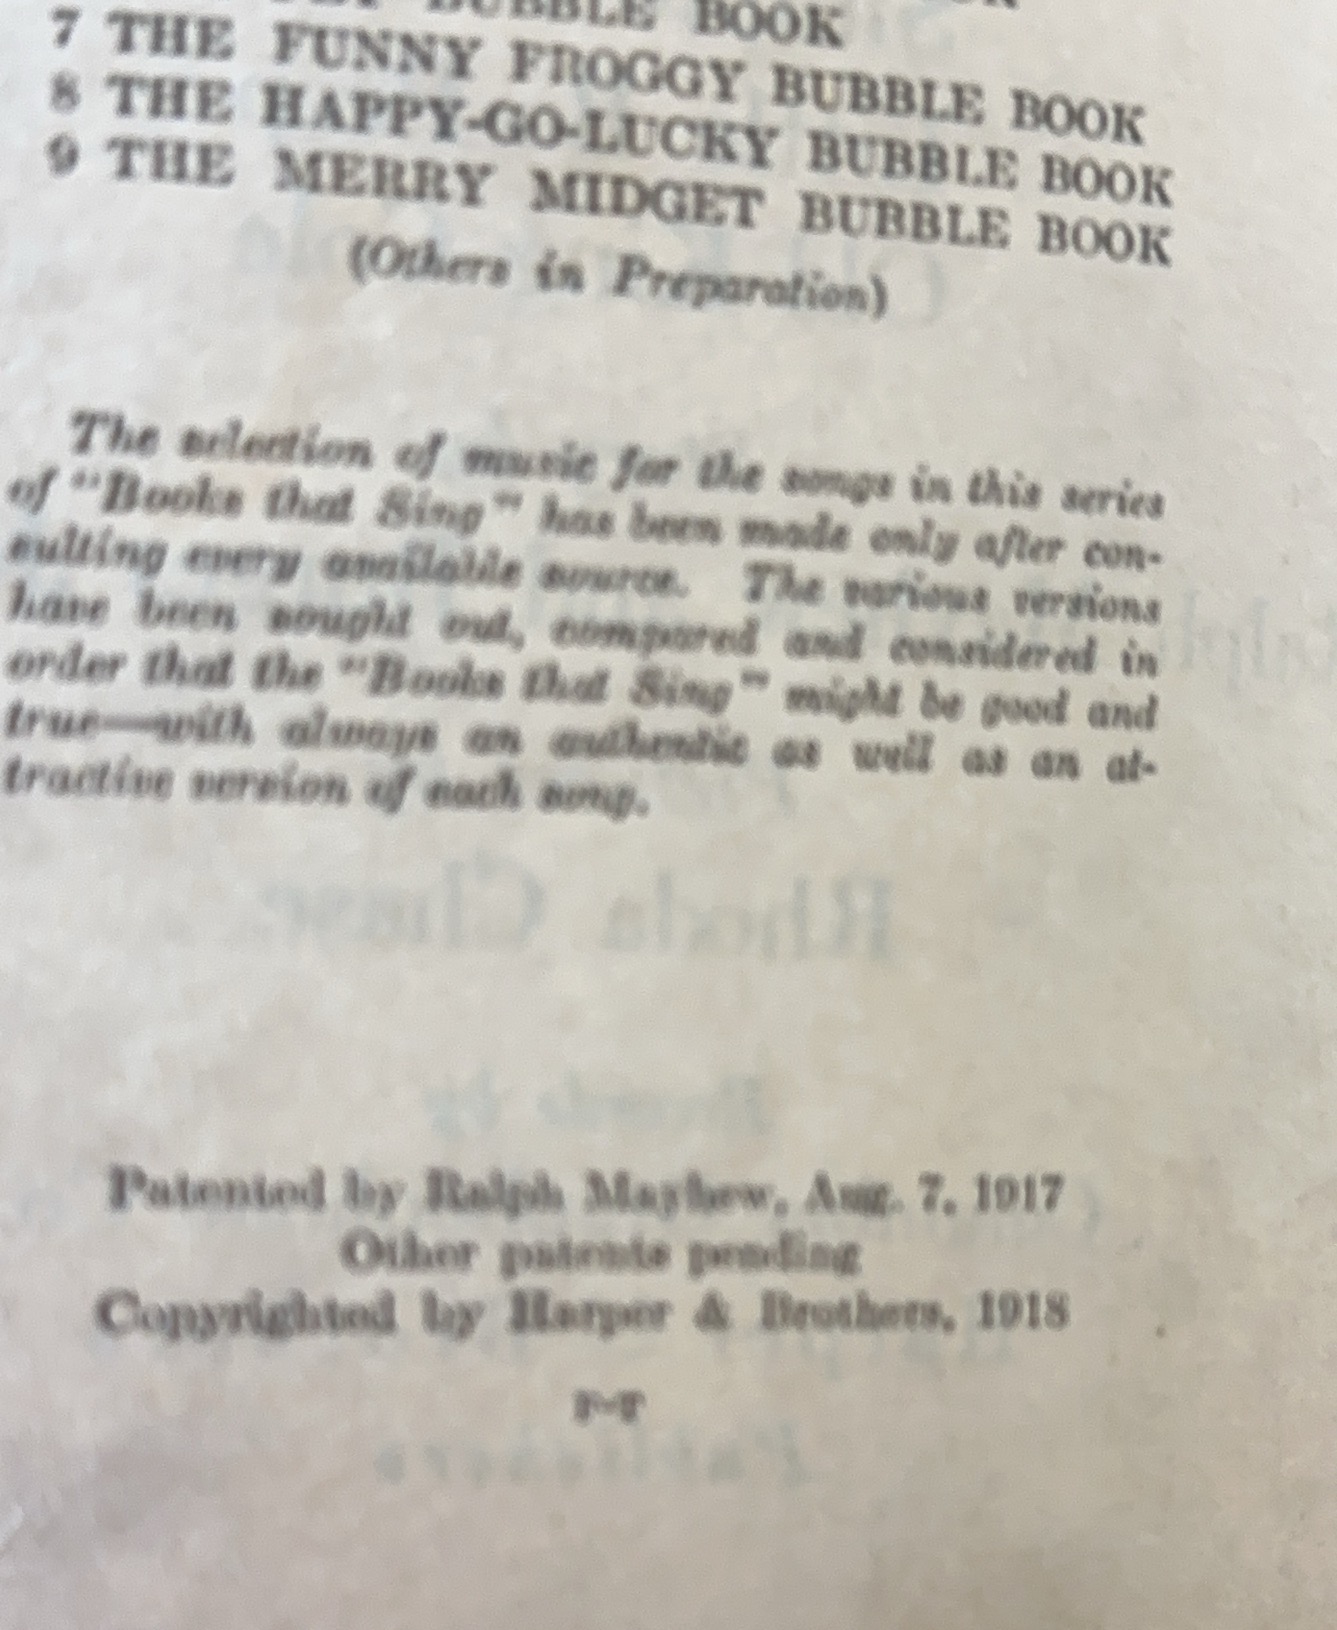 BUBBLE BOOK
7 THE FUNNY FROGGY BUBBLE BOOK
8 THE HAPPY-GO-LUCKY BUBBLE BOOK
9 THE MERRY MIDGET BUBBLE BOOK
(Others in Preparation)
The selection of music for the songs in this series
of "Books that Sing" has been made only after con-
sulting every available source. The various versions
have been sought out, compared and considered in
order that the "Books that Sing" might be good and
true—with always an authentic as well as an at-
tractive version of each song.
Rhoda Chase
Records by
Patented by Ralph Mayhew, Aug. 7, 1917
Other patents pending
Copyrighted by Harper & Brothers, 1918
Publishers